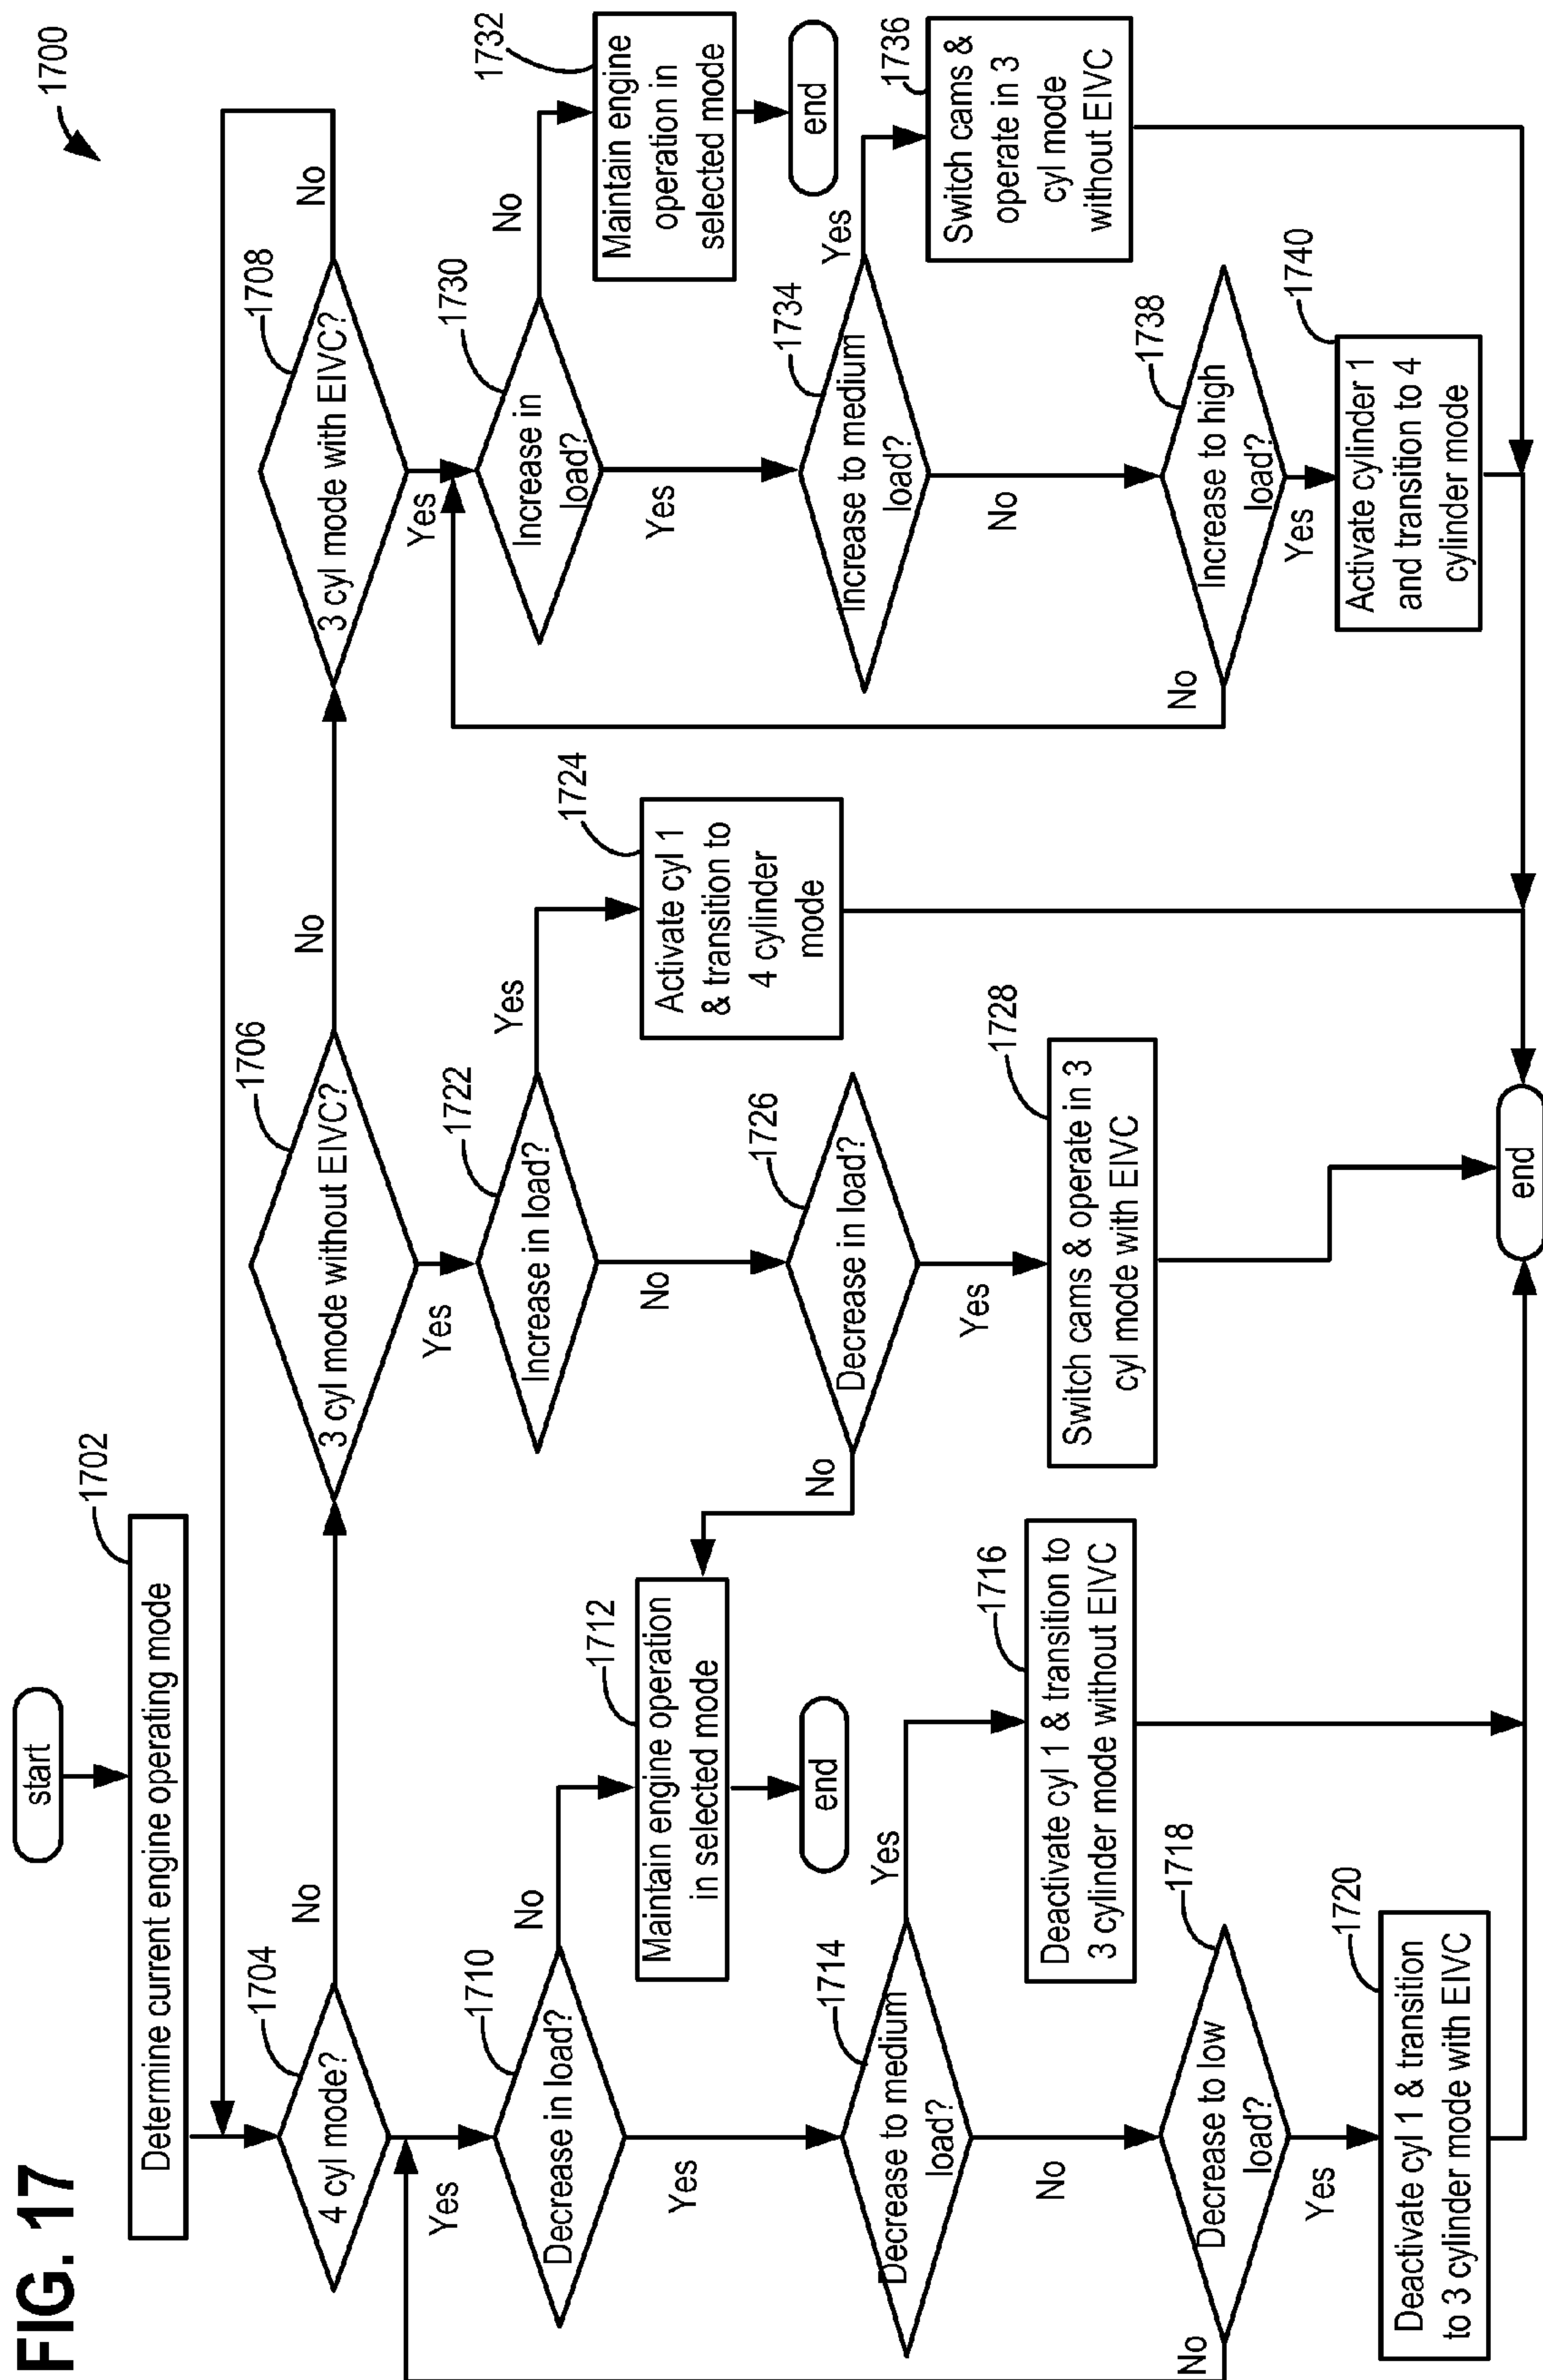 FIG. 17
1700
start
1702
Determine current engine operating mode
1704
4 cyl mode?
No
Yes
1706
3 cyl mode without EIVC?
No
Yes
1708
3 cyl mode with EIVC?
No
Yes
1710
Decrease in load?
No
Yes
1712
Maintain engine operation
in selected mode
end
1714
Decrease to medium
load?
Yes
No
1716
Deactivate cyl 1 & transition to
3 cylinder mode without EIVC
1718
Decrease to low
load?
No
Yes
1720
Deactivate cyl 1 & transition
to 3 cylinder mode with EIVC
1722
Increase in load?
Yes
No
1724
Activate cyl 1
& transition to
4 cylinder
mode
1726
Decrease in load?
No
Yes
1728
Switch cams & operate in 3
cyl mode with EIVC
1730
Increase in
load?
No
Yes
1732
Maintain engine
operation in
selected mode
end
1734
Increase to medium
load?
Yes
No
1736
Switch cams &
operate in 3
cyl mode
without EIVC
1738
Increase to high
load?
No
Yes
1740
Activate cylinder 1
and transition to 4
cylinder mode
end